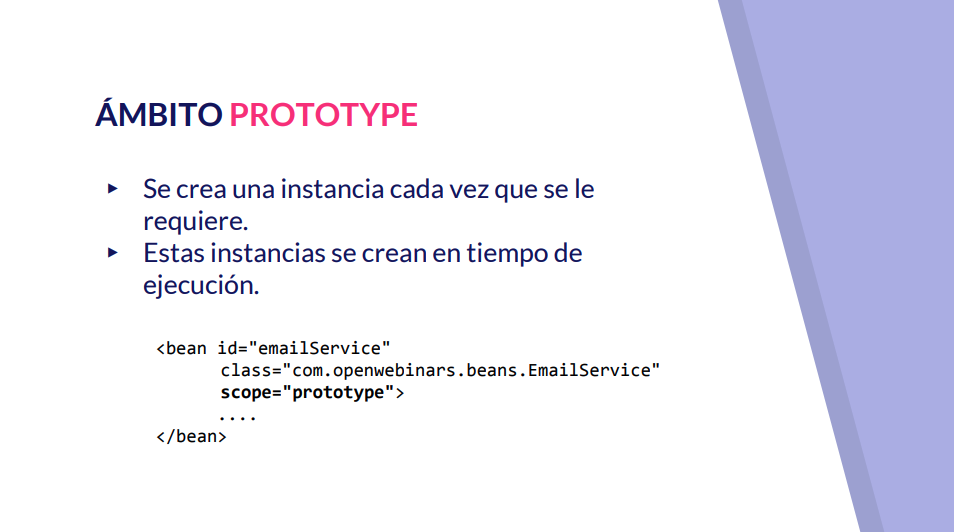 ÁMBITO PROTOTYPE
▸ Se crea una instancia cada vez que se le
requiere.
▸ Estas instancias se crean en tiempo de
ejecución.
<bean id="emailService"
class="com.openwebinars.beans.EmailService"
scope="prototype">
....
</bean>